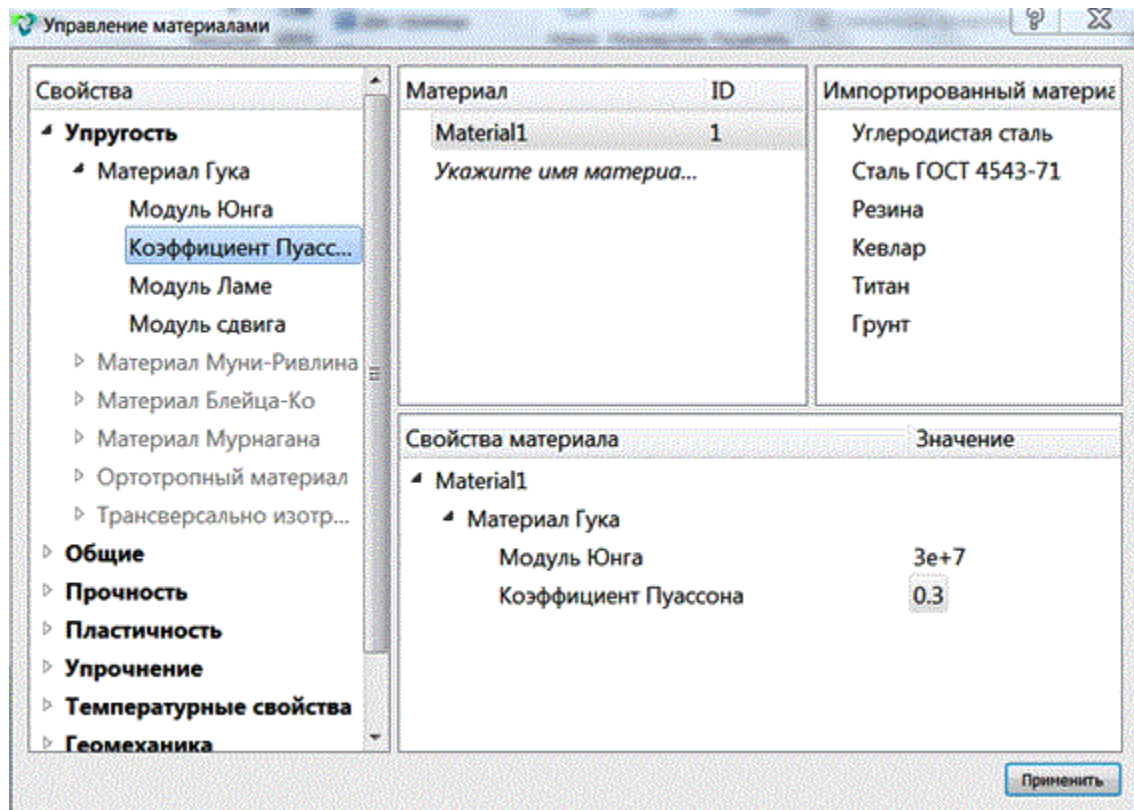 Управление материалами
Свойства
Упругость
Материал Гука
Модуль Юнга
Коэффициент Пуасс...
Модуль Ламе
Модуль сдвига
Материал Муни-Ривлина
Материал Блейца-Ко
Материал Мурнагана
Ортотропный материал
Трансверсально изотр...
Общие
Прочность
Пластичность
Упрочнение
Температурные свойства
Геомеханика
Материал ID
Material1 1
Укажите имя материа...
Импортированный материа
Углеродистая сталь
Сталь ГОСТ 4543-71
Резина
Кевлар
Титан
Грунт
Свойства материала Значение
Material1
Материал Гука
Модуль Юнга 3e+7
Коэффициент Пуассона 0.3
Применить